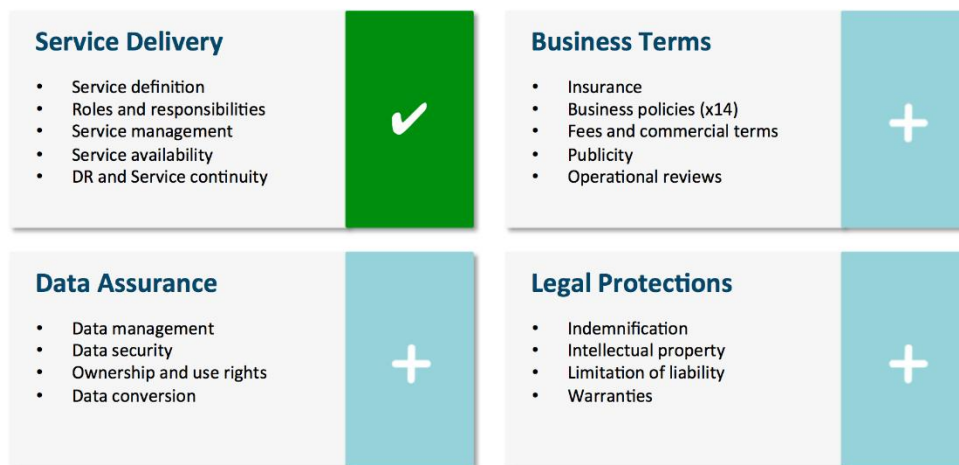 Service Delivery
• Service definition
• Roles and responsibilities
• Service management
• Service availability
• DR and Service continuity
Business Terms
• Insurance
• Business policies (x14)
• Fees and commercial terms
• Publicity
• Operational reviews
Data Assurance
• Data management
• Data security
• Ownership and use rights
• Data conversion
Legal Protections
• Indemnification
• Intellectual property
• Limitation of liability
• Warranties